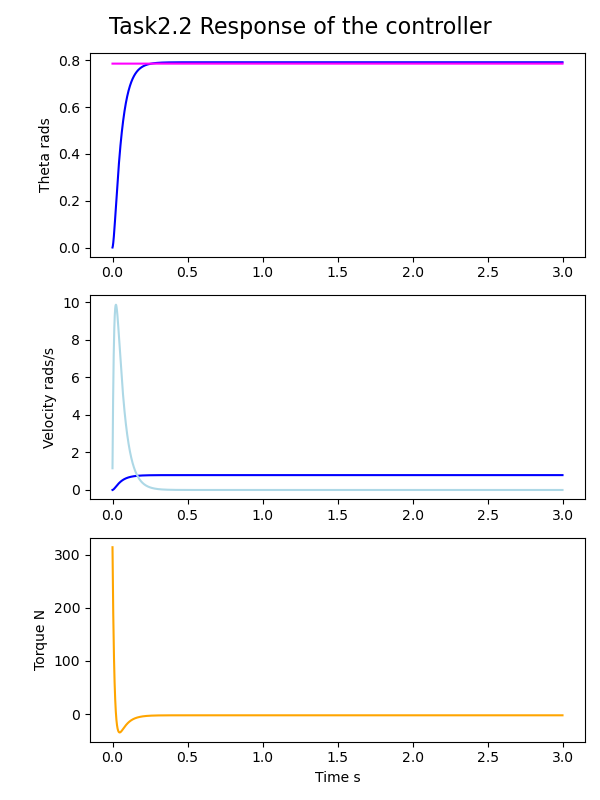 Task2.2 Response of the controller
0.8
0.6
0.4
0.2
0.0
Theta rads
0.0 0.5 1.0 1.5 2.0 2.5 3.0
10
8
6
4
2
0
Velocity rads/s
0.0 0.5 1.0 1.5 2.0 2.5 3.0
300
200
100
0
Torque N
0.0 0.5 1.0 1.5 2.0 2.5 3.0
Time s